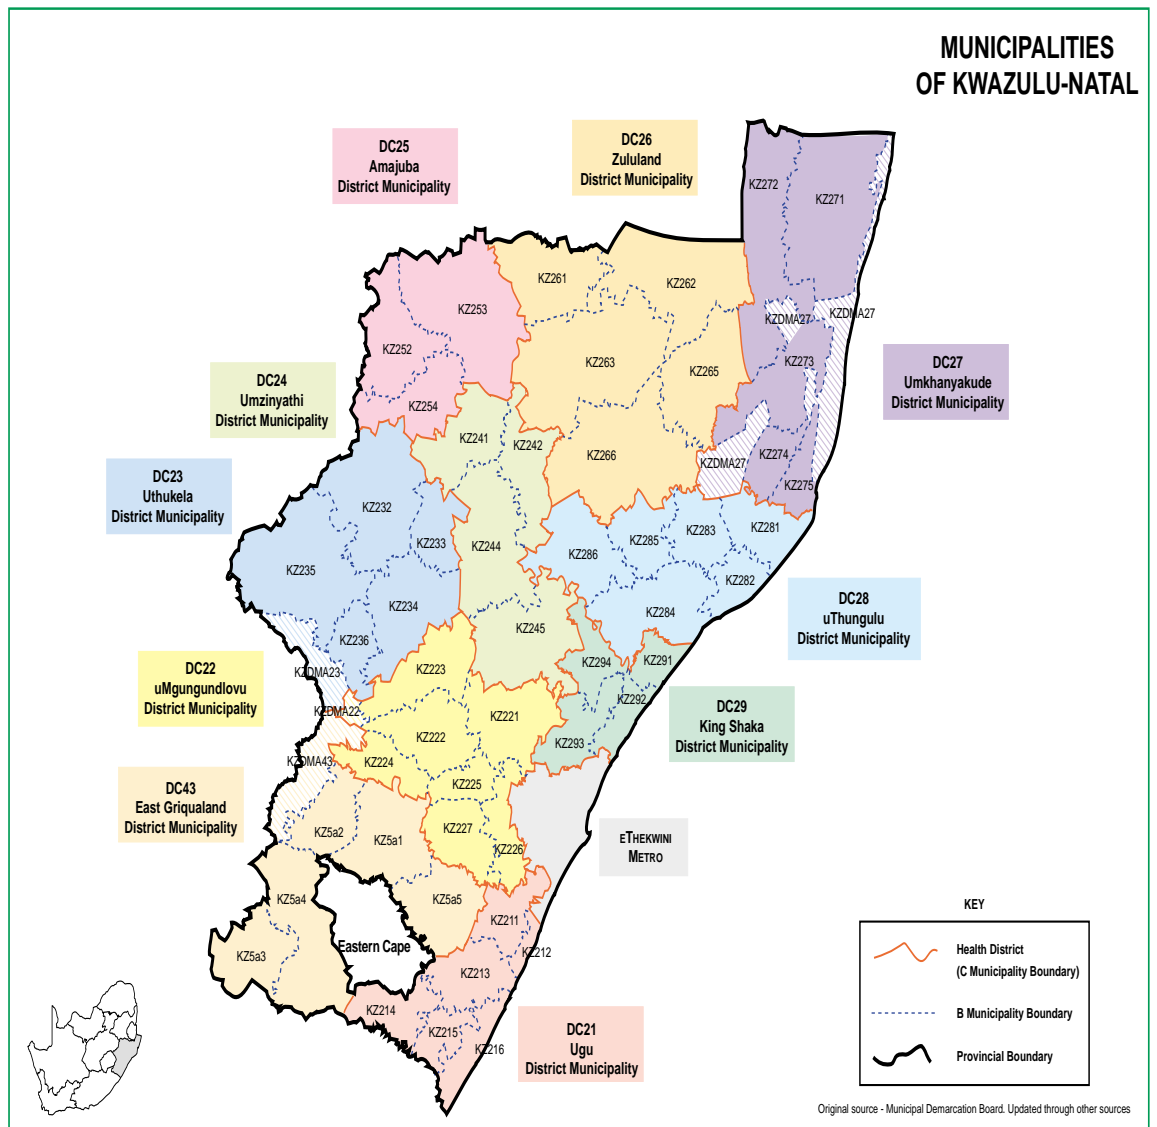 MUNICIPALITIES
OF KWAZULU-NATAL
DC25
Amajuba
District Municipality
DC26
Zululand
District Municipality
KZ272
KZ271
KZ261
KZ262
KZ253
KZDMA27
KZDMA27
KZ252
KZ263
KZ265
KZ273
DC27
Umkhanyakude
District Municipality
DC24
Umzinyathi
District Municipality
KZ254
KZ241
KZ242
KZ266
KZDMA27
KZ274
KZ275
DC23
Uthukela
District Municipality
KZ232
KZ233
KZ244
KZ286
KZ285
KZ283
KZ281
KZ235
KZ282
KZ234
KZ284
DC28
uThungulu
District Municipality
KZ236
KZ245
KZ294
KZ291
KZDMA23
KZ223
DC22
uMgungundlovu
District Municipality
KZDMA22
KZ221
KZ292
DC29
King Shaka
District Municipality
KZ222
KZ293
KZDMA43
KZ224
KZ225
DC43
East Griqualand
District Municipality
KZ5a2
KZ5a1
KZ227
KZ226
eThekwini
Metro
KZ5a4
KZ5a5
KZ211
KEY
Eastern Cape
KZ212
KZ5a3
KZ213
Health District
(C Municipality Boundary)
KZ214
KZ215
KZ216
B Municipality Boundary
DC21
Ugu
District Municipality
Provincial Boundary
Original source - Municipal Demarcation Board. Updated through other sources